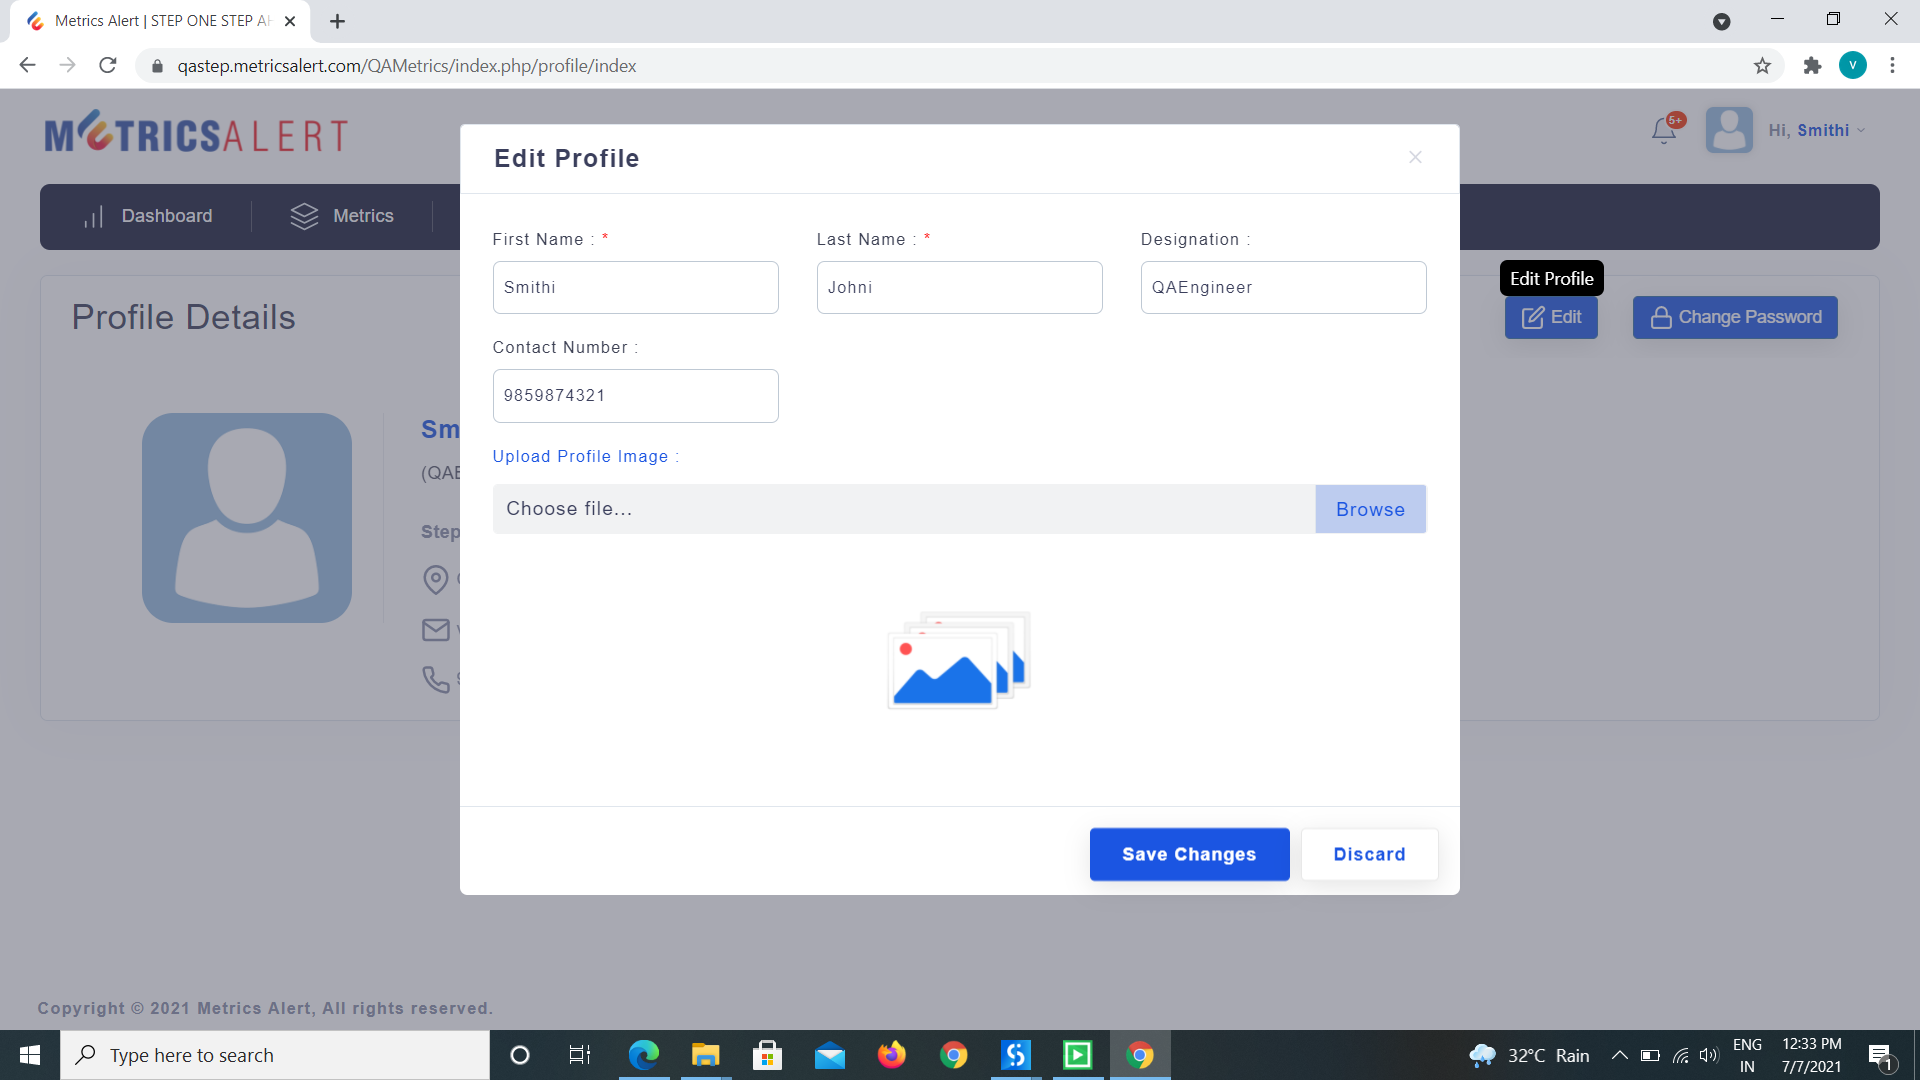 Metrics Alert | STEP ONE STEP AH
qastep.metricsalert.com/QAMetrics/index.php/profile/index
V
METRICSALERT
5+
Hi, Smithi
Dashboard
Metrics
Edit Profile
First Name : *
Last Name : *
Designation :
Smithi
Johni
QAEngineer
Contact Number :
9859874321
Upload Profile Image :
Choose file...
Browse
Save Changes
Discard
Edit Profile
Profile Details
Edit
Change Password
Sm
(QAE
Step
Copyright © 2021 Metrics Alert, All rights reserved.
Type here to search
32°C Rain
ENG
IN
12:33 PM
7/7/2021
1